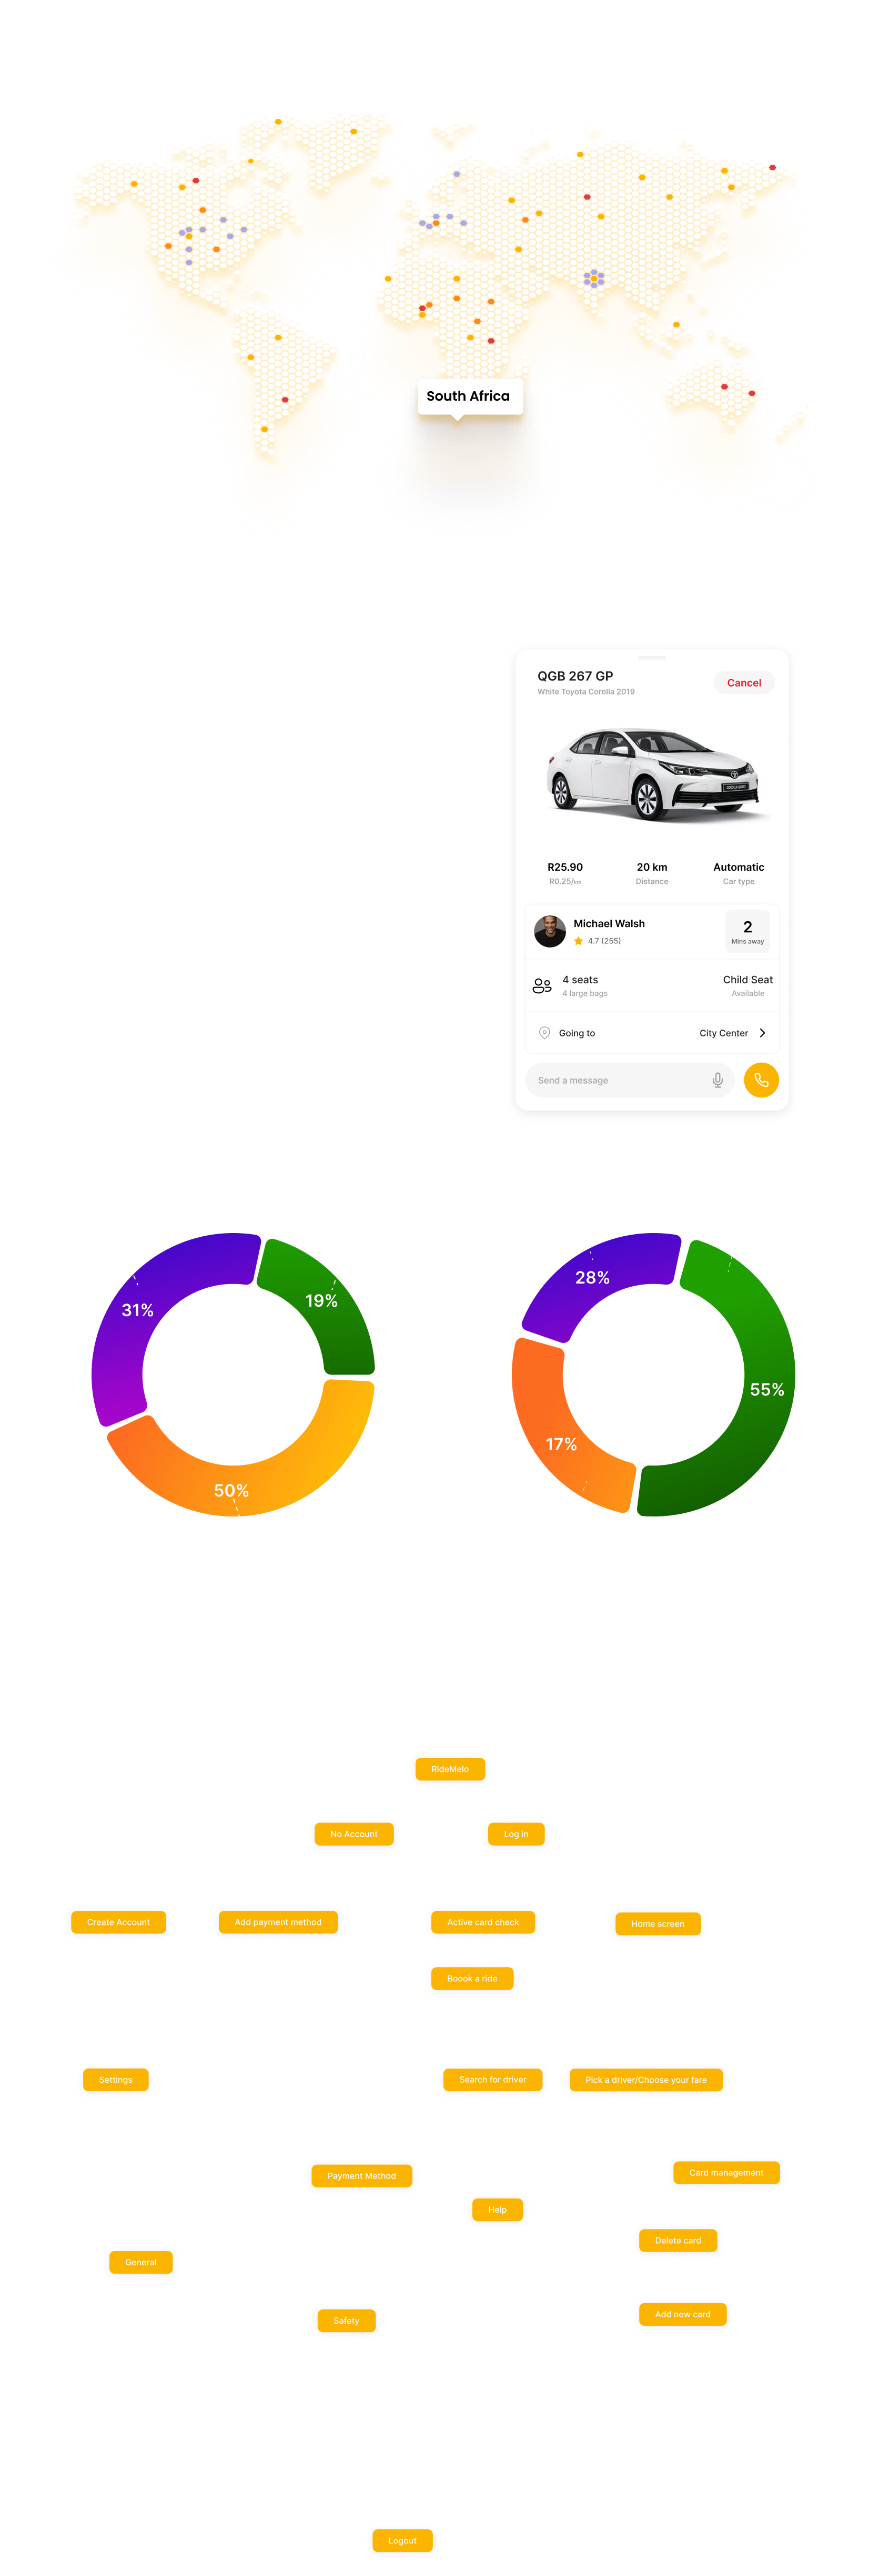 South Africa
QGB 267 GP
Cancel
White Toyota Corolla 2019
R25.90
20 km
Automatic
R0.25/km
Distance
Car type
Michael Walsh
4.7 (255)
2
Mins away
4 seats
Child Seat
4 large bags
Available
Going to
City Center
Send a message
28%
31%
19%
55%
17%
50%
RideMelo
No Account
Log in
Create Account
Add payment method
Active card check
Home screen
Boook a ride
Settings
Search for driver
Pick a driver/Choose your fare
Payment Method
Card management
Help
Delete card
General
Add new card
Safety
Logout